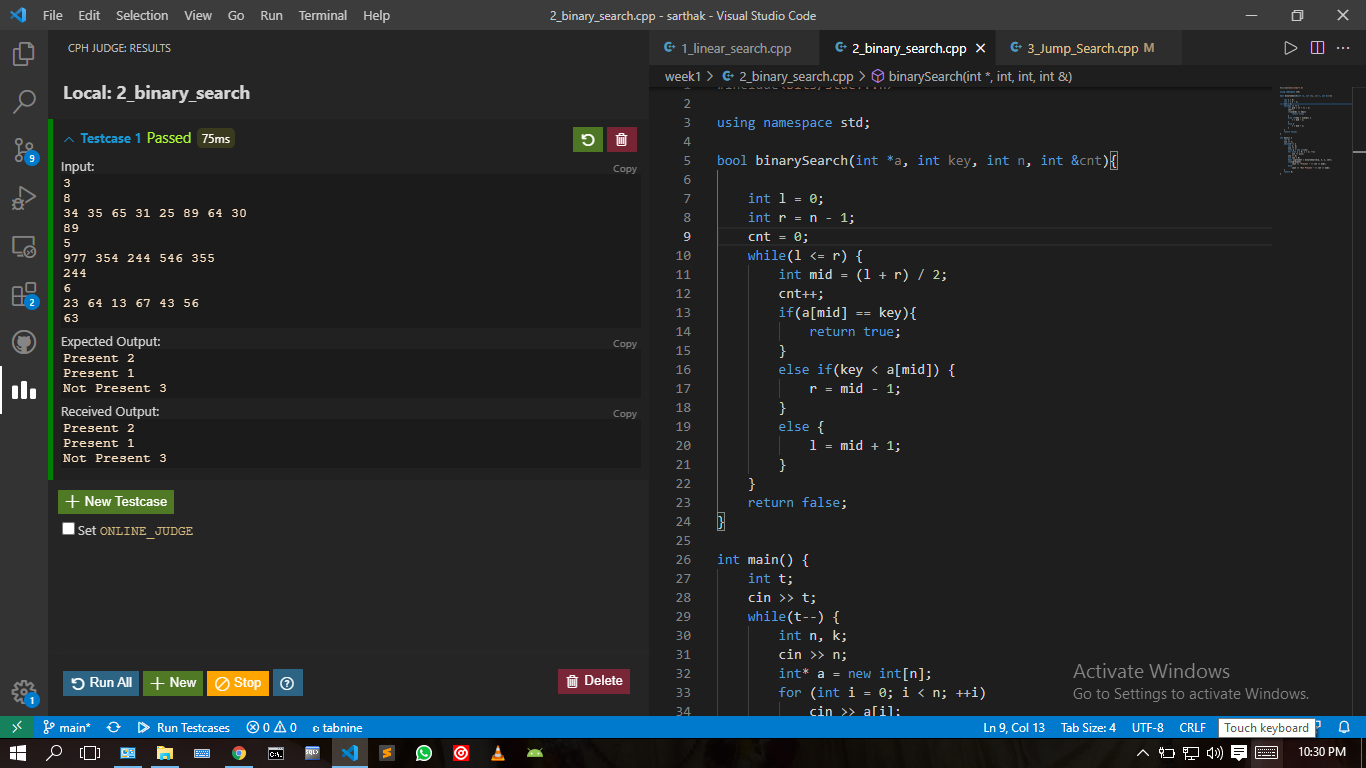 File Edit Selection View Go Run Terminal Help
2_binary_search.cpp - sarthak - Visual Studio Code
CPH JUDGE: RESULTS
Local: 2_binary_search
Testcase 1 Passed 75ms
Input:
Copy
3
8
34 35 65 31 25 89 64 30
89
5
977 354 244 546 355
244
6
23 64 13 67 43 56
63
Expected Output:
Copy
Present 2
Present 1
Not Present 3
Received Output:
Copy
Present 2
Present 1
Not Present 3
New Testcase
Set ONLINE_JUDGE
Run All New Stop Delete
9
2
1
1_linear_search.cpp 2_binary_search.cpp 3_Jump_Search.cpp M
week1 > 2_binary_search.cpp > binarySearch(int *, int, int, int &)
2
3 using namespace std;
4
5 bool binarySearch(int *a, int key, int n, int &cnt){
6
7 int l = 0;
8 int r = n - 1;
9 cnt = 0;
10 while(l <= r) {
11 int mid = (l + r) / 2;
12 cnt++;
13 if(a[mid] == key){
14 return true;
15 }
16 else if(key < a[mid]) {
17 r = mid - 1;
18 }
19 else {
20 l = mid + 1;
21 }
22 }
23 return false;
24 }
25
26 int main() {
27 int t;
28 cin >> t;
29 while(t--) {
30 int n, k;
31 cin >> n;
32 int* a = new int[n];
33 for (int i = 0; i < n; ++i)
34 cin >> a[i];
Activate Windows
Go to Settings to activate Windows.
main* Run Testcases 0 0 tabnine
Ln 9, Col 13 Tab Size: 4 UTF-8 CRLF
Touch keyboard
10:30 PM